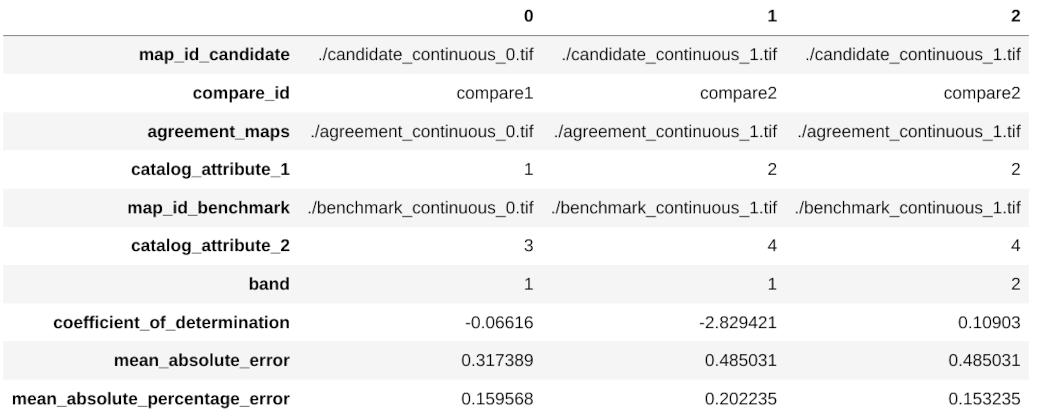 0 1 2
map_id_candidate ./candidate_continuous_0.tif ./candidate_continuous_1.tif ./candidate_continuous_1.tif
compare_id compare1 compare2 compare2
agreement_maps ./agreement_continuous_0.tif ./agreement_continuous_1.tif ./agreement_continuous_1.tif
catalog_attribute_1 1 2 2
map_id_benchmark ./benchmark_continuous_0.tif ./benchmark_continuous_1.tif ./benchmark_continuous_1.tif
catalog_attribute_2 3 4 4
band 1 1 2
coefficient_of_determination -0.06616 -2.829421 0.10903
mean_absolute_error 0.317389 0.485031 0.485031
mean_absolute_percentage_error 0.159568 0.202235 0.153235